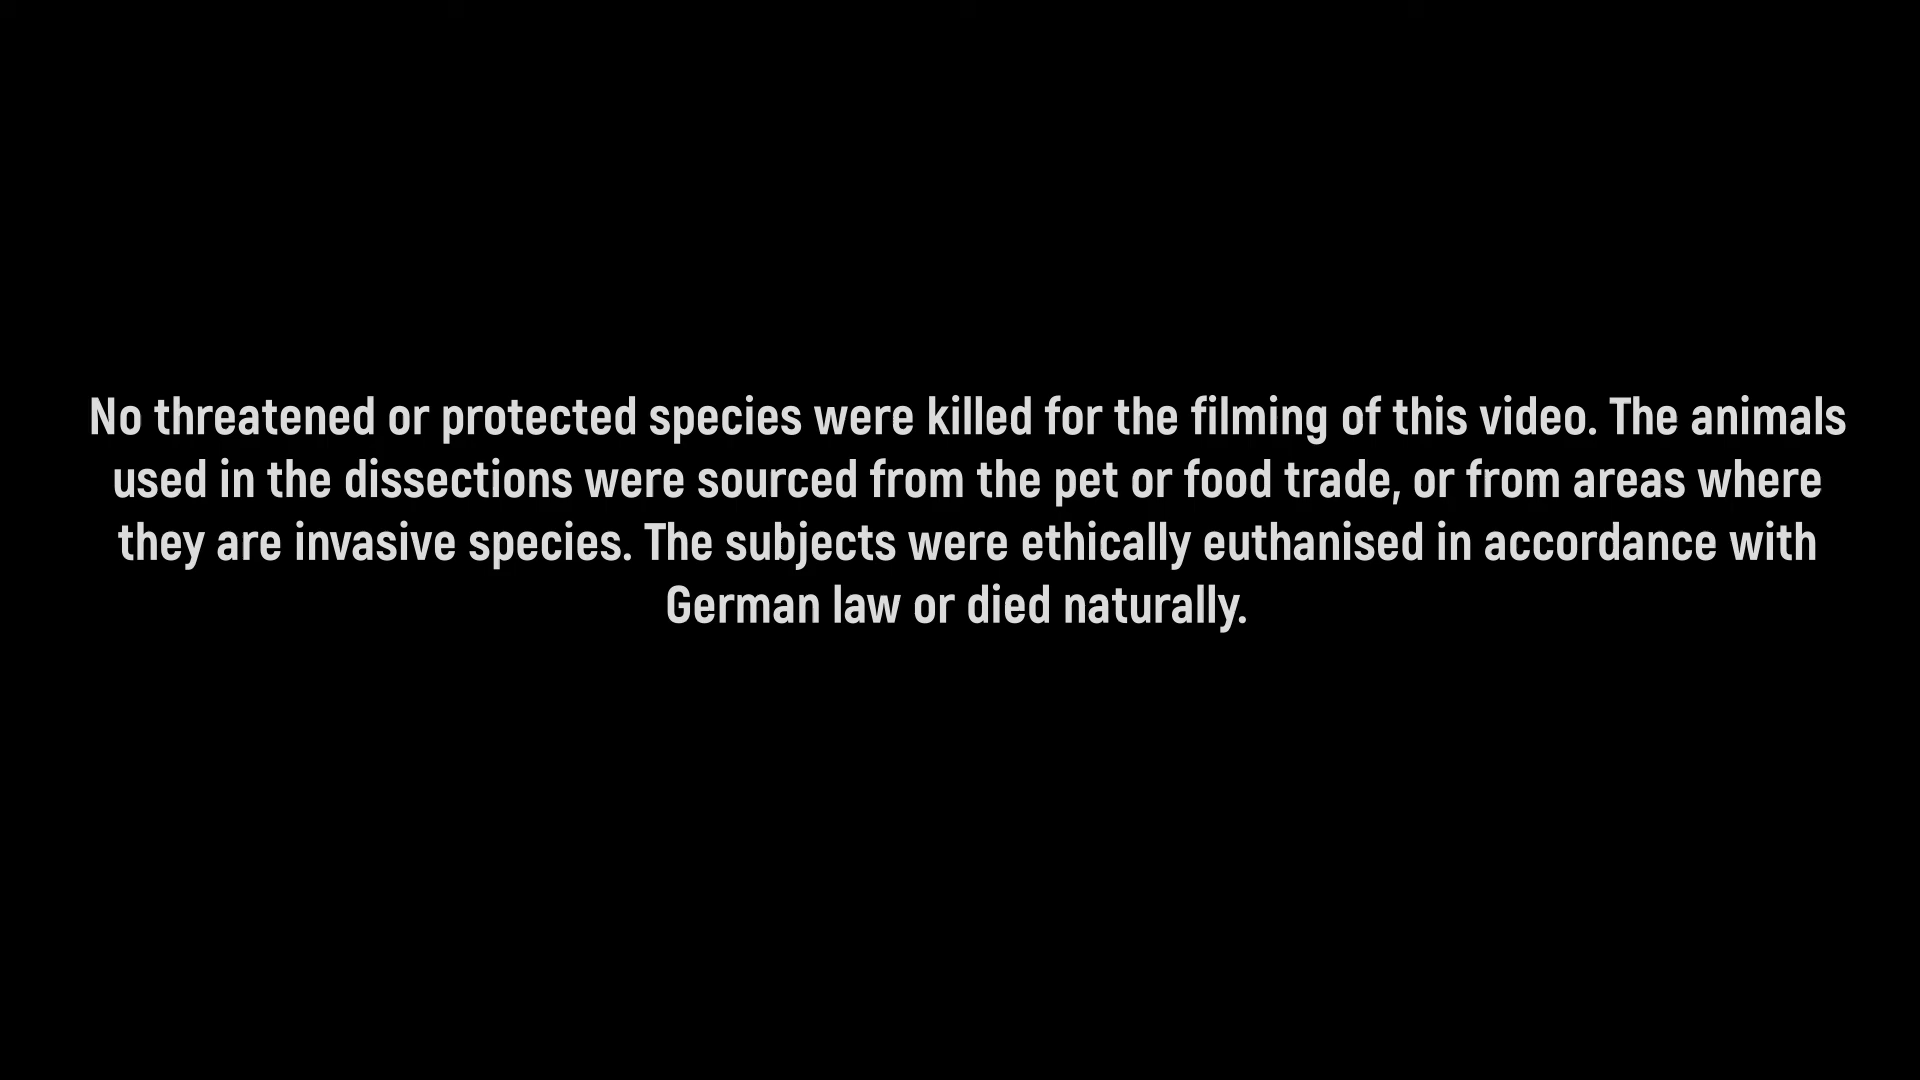 No threatened or protected species were killed for the filming of this video. The animals
used in the dissections were sourced from the pet or food trade, or from areas where
they are invasive species. The subjects were ethically euthanised in accordance with
German law or died naturally.